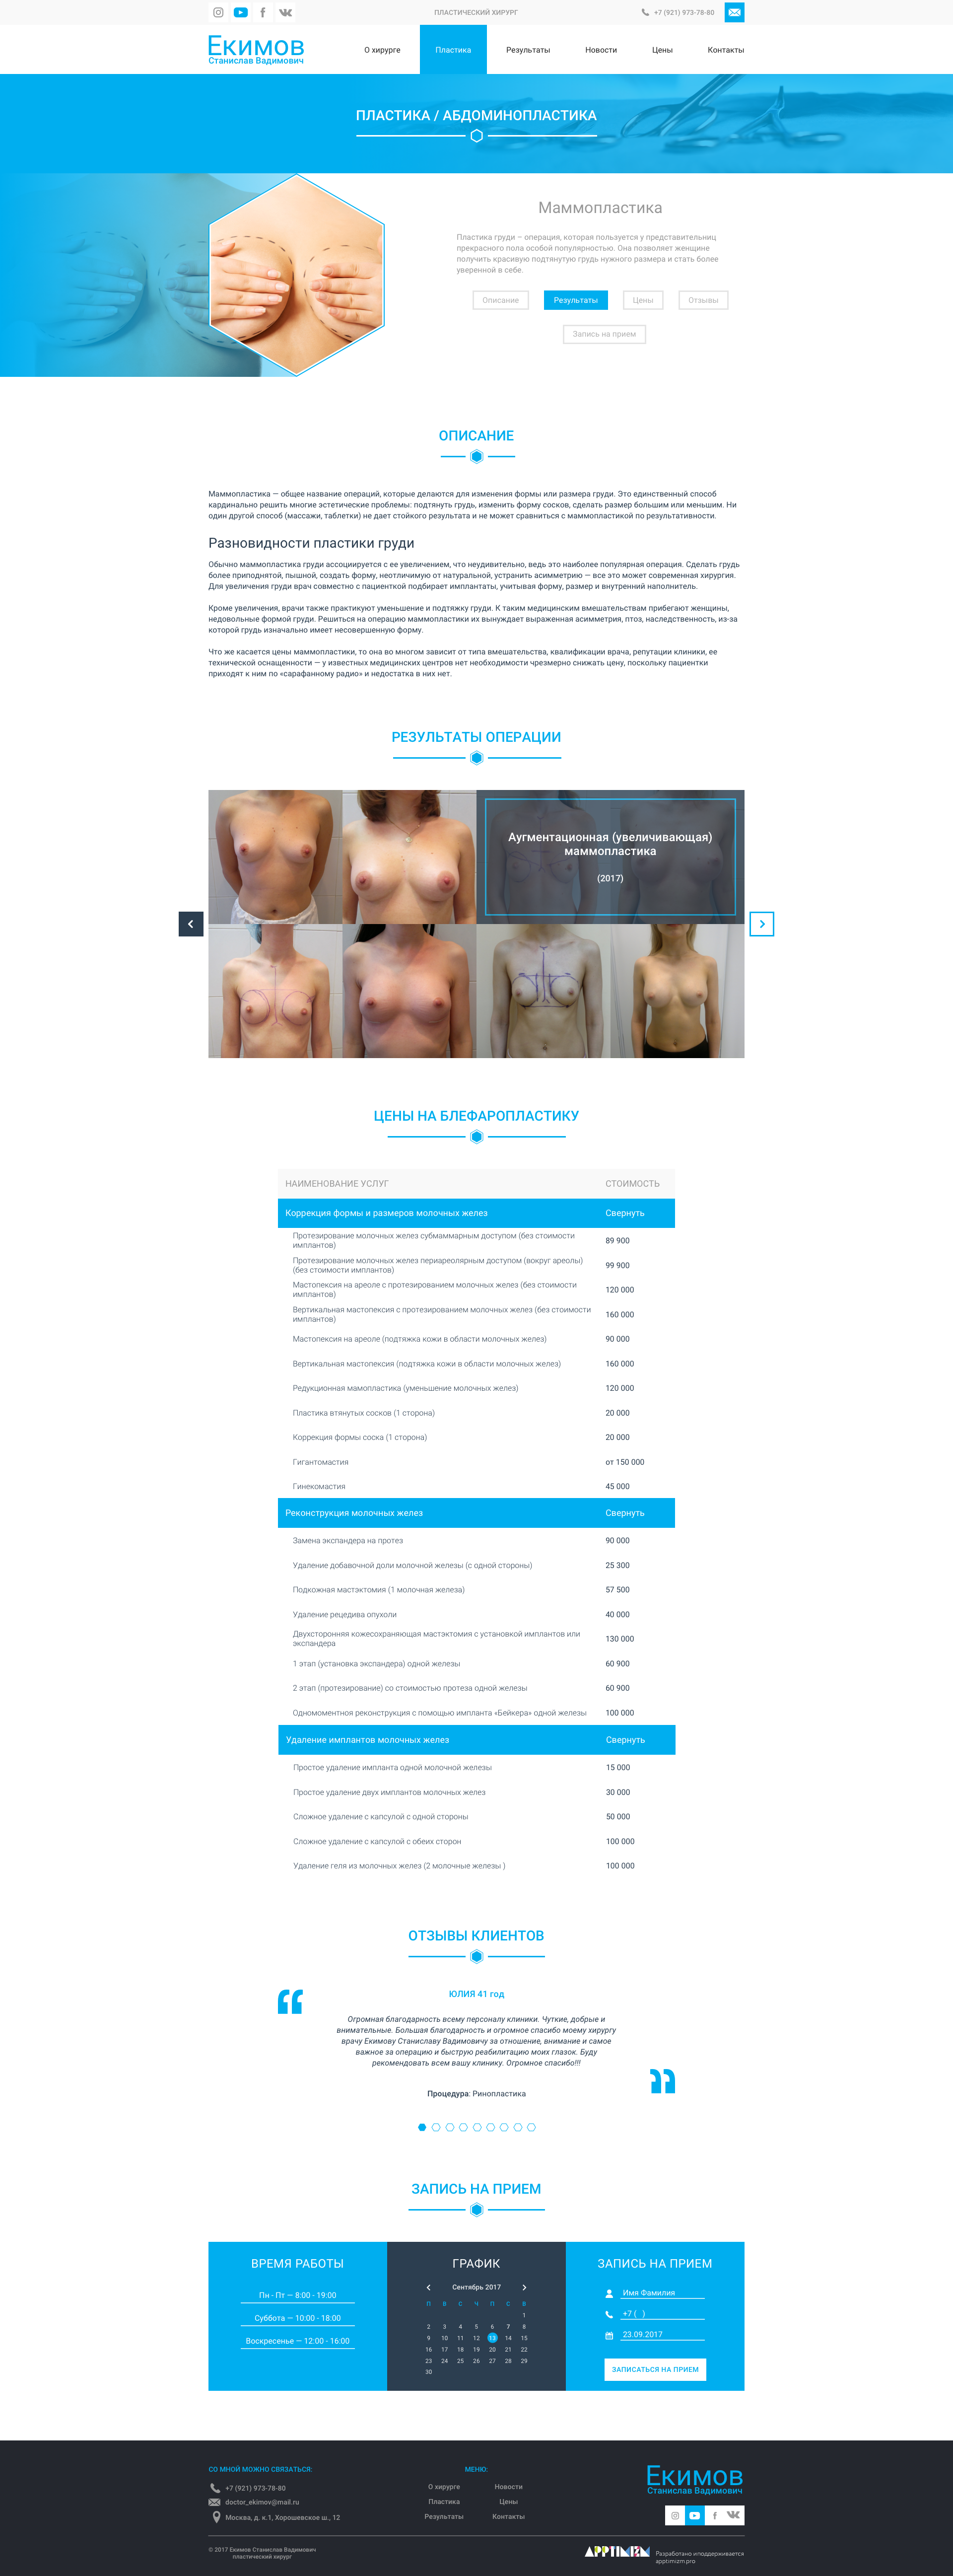 ПЛАСТИЧЕСКИЙ ХИРУРГ
+7 (921) 973-78-80
Екимов
Станислав Вадимович
О хирурге
Пластика
Результаты
Новости
Цены
Контакты
ПЛАСТИКА / АБДОМИНОПЛАСТИКА
Маммопластика
Пластика груди – операция, которая пользуется у представительниц
прекрасного пола особой популярностью. Она позволяет женщине
получить красивую подтянутую грудь нужного размера и стать более
уверенной в себе.
Описание
Результаты
Цены
Отзывы
Запись на прием
ОПИСАНИЕ
Маммопластика — общее название операций, которые делаются для изменения формы или размера груди. Это единственный способ
кардинально решить многие эстетические проблемы: подтянуть грудь, изменить форму сосков, сделать размер большим или меньшим. Ни
один другой способ (массажи, таблетки) не дает стойкого результата и не может сравниться с маммопластикой по результативности.
Разновидности пластики груди
Обычно маммопластика груди ассоциируется с ее увеличением, что неудивительно, ведь это наиболее популярная операция. Сделать грудь
более приподнятой, пышной, создать форму, неотличимую от натуральной, устранить асимметрию — все это может современная хирургия.
Для увеличения груди врач совместно с пациенткой подбирает имплантаты, учитывая форму, размер и внутренний наполнитель.
Кроме увеличения, врачи также практикуют уменьшение и подтяжку груди. К таким медицинским вмешательствам прибегают женщины,
недовольные формой груди. Решиться на операцию маммопластики их вынуждает выраженная асимметрия, птоз, наследственность, из-за
которой грудь изначально имеет несовершенную форму.
Что же касается цены маммопластики, то она во многом зависит от типа вмешательства, квалификации врача, репутации клиники, ее
технической оснащенности — у известных медицинских центров нет необходимости чрезмерно снижать цену, поскольку пациентки
приходят к ним по «сарафанному радио» и недостатка в них нет.
РЕЗУЛЬТАТЫ ОПЕРАЦИИ
Аугментационная (увеличивающая)
маммопластика
(2017)
ЦЕНЫ НА БЛЕФАРОПЛАСТИКУ
НАИМЕНОВАНИЕ УСЛУГ СТОИМОСТЬ
Коррекция формы и размеров молочных желез Свернуть
Протезирование молочных желез субмаммарным доступом (без стоимости
имплантов) 89 900
Протезирование молочных желез периареолярным доступом (вокруг ареолы)
(без стоимости имплантов) 99 900
Мастопексия на ареоле с протезированием молочных желез (без стоимости
имплантов) 120 000
Вертикальная мастопексия с протезированием молочных желез (без стоимости
имплантов) 160 000
Мастопексия на ареоле (подтяжка кожи в области молочных желез) 90 000
Вертикальная мастопексия (подтяжка кожи в области молочных желез) 160 000
Редукционная мамопластика (уменьшение молочных желез) 120 000
Пластика втянутых сосков (1 сторона) 20 000
Коррекция формы соска (1 сторона) 20 000
Гигантомастия от 150 000
Гинекомастия 45 000
Реконструкция молочных желез Свернуть
Замена экспандера на протез 90 000
Удаление добавочной доли молочной железы (с одной стороны) 25 300
Подкожная мастэктомия (1 молочная железа) 57 500
Удаление рецедива опухоли 40 000
Двухсторонняя кожесохраняющая мастэктомия с установкой имплантов или
экспандера 130 000
1 этап (установка экспандера) одной железы 60 900
2 этап (протезирование) со стоимостью протеза одной железы 60 900
Одномоментноя реконструкция с помощью импланта «Бейкера» одной железы 100 000
Удаление имплантов молочных желез Свернуть
Простое удаление импланта одной молочной железы 15 000
Простое удаление двух имплантов молочных желез 30 000
Сложное удаление с капсулой с одной стороны 50 000
Сложное удаление с капсулой с обеих сторон 100 000
Удаление геля из молочных желез (2 молочные железы ) 100 000
ОТЗЫВЫ КЛИЕНТОВ
ЮЛИЯ 41 год
Огромная благодарность всему персоналу клиники. Чуткие, добрые и
внимательные. Большая благодарность и огромное спасибо моему хирургу
врачу Екимову Станиславу Вадимовичу за отношение, внимание и самое
важное за операцию и быструю реабилитацию моих глазок. Буду
рекомендовать всем вашу клинику. Огромное спасибо!!!
Процедура: Ринопластика
ЗАПИСЬ НА ПРИЕМ
ВРЕМЯ РАБОТЫ
Пн - Пт — 8:00 - 19:00
Суббота — 10:00 - 18:00
Воскресенье — 12:00 - 16:00
ГРАФИК
Сентябрь 2017
П В С Ч П С В
1
2 3 4 5 6 7 8
9 10 11 12 13 14 15
16 17 18 19 20 21 22
23 24 25 26 27 28 29
30
ЗАПИСЬ НА ПРИЕМ
Имя Фамилия
+7 ( )
23.09.2017
ЗАПИСАТЬСЯ НА ПРИЕМ
СО МНОЙ МОЖНО СВЯЗАТЬСЯ:
+7 (921) 973-78-80
doctor_ekimov@mail.ru
Москва, д. к.1, Хорошевское ш., 12
МЕНЮ:
О хирурге Новости
Пластика Цены
Результаты Контакты
Екимов
Станислав Вадимович
© 2017 Екимов Станислав Вадимович
пластический хирург
APPTIMIZM
Разработано и поддерживается
apptimizm.pro